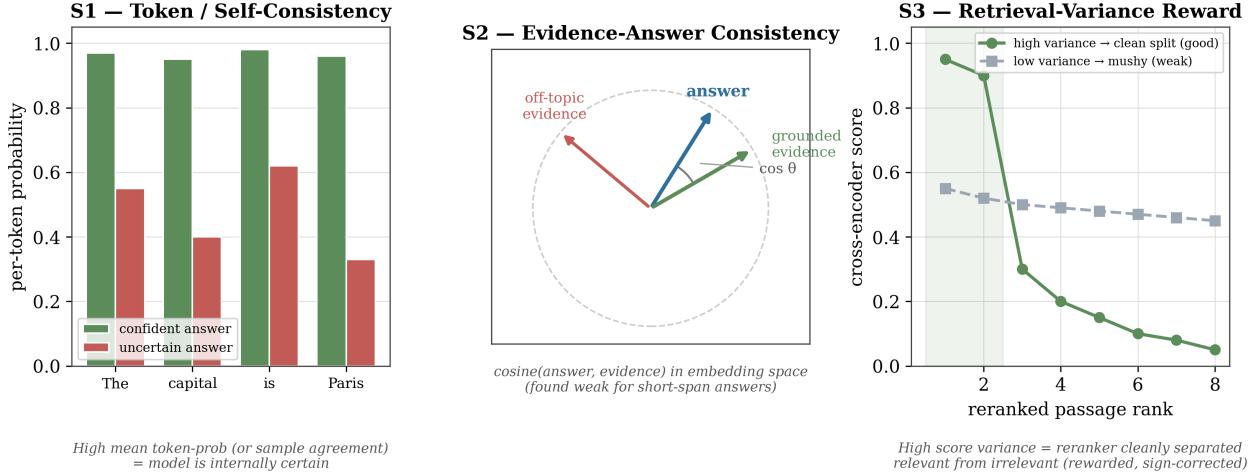 S1 — Token / Self-Consistency
per-token probability
1.0
0.8
0.6
0.4
0.2
0.0
confident answer
uncertain answer
The capital is Paris
High mean token-prob (or sample agreement)
= model is internally certain
S2 — Evidence-Answer Consistency
off-topic
evidence
answer
grounded
evidence
cos θ
cosine(answer, evidence) in embedding space
(found weak for short-span answers)
S3 — Retrieval-Variance Reward
cross-encoder score
1.0
0.8
0.6
0.4
0.2
0.0
high variance → clean split (good)
low variance → mushy (weak)
2 4 6 8
reranked passage rank
High score variance = reranker cleanly separated
relevant from irrelevant (rewarded, sign-corrected)